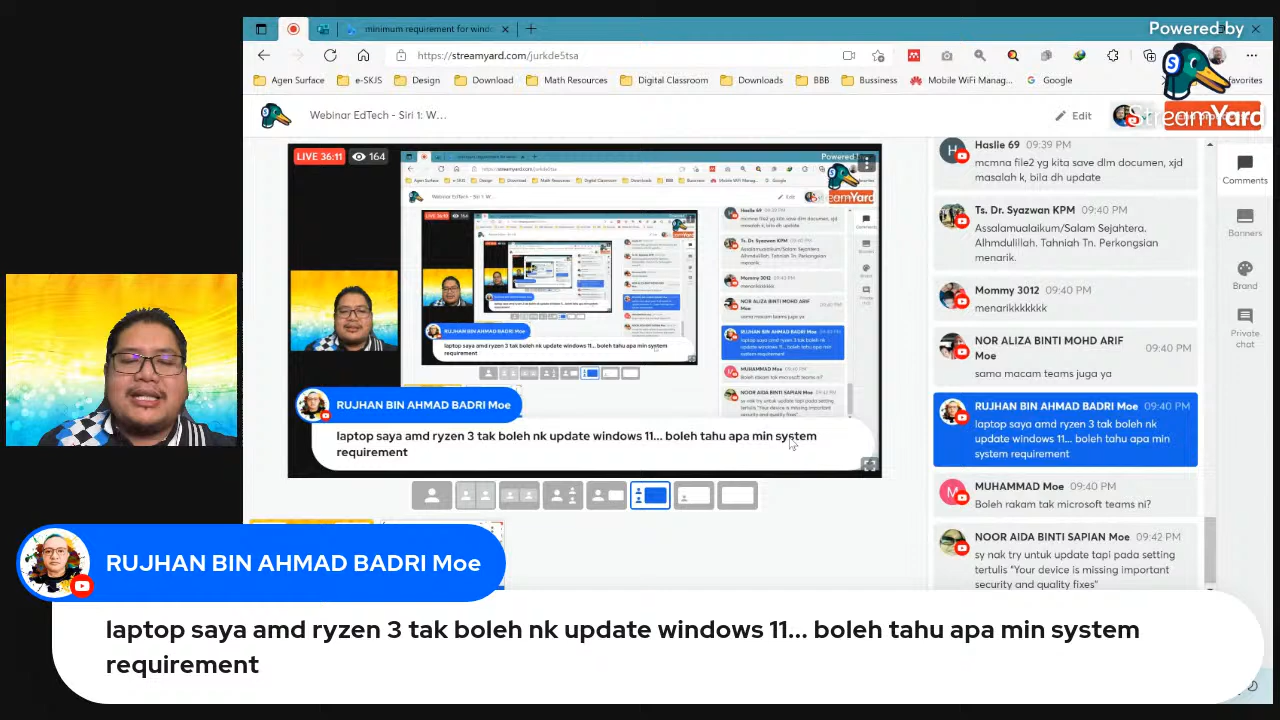 minimum requirement for windo
Powered by
StreamYard
https://streamyard.com/jurkde5tsa
Agen Surface
e-SKJS
Design
Download
Math Resources
Digital Classroom
Downloads
BBB
Bussiness
Mobile WiFi Manag...
Google
favorites
Webinar EdTech - Siri 1: W...
Edit
LIVE 36:11
164
Haslie 69 09:39 PM
mcmna file2 yg kita save dlm documen, xjd
masalah k, bila dh update
Ts. Dr. Syazwan KPM 09:40 PM
Assalamualaikum/Salam Sejahtera.
Alhmdulillah. Tahniah Tn. Perkongsian
menarik.
Mommy 3012 09:40 PM
menarikkkkkkk
NOR ALIZA BINTI MOHD ARIF
Moe 09:40 PM
sama macam teams juga ya
RUJHAN BIN AHMAD BADRI Moe 09:40 PM
laptop saya amd ryzen 3 tak boleh nk
update windows 11... boleh tahu apa min
system requirement
MUHAMMAD Moe 09:40 PM
Boleh rakam tak microsoft teams ni?
NOOR AIDA BINTI SAPIAN Moe 09:42 PM
sy nak try untuk update tapi pada setting
tertulis "Your device is missing important
security and quality fixes"
Comments
Banners
Brand
Private
chat
RUJHAN BIN AHMAD BADRI Moe
laptop saya amd ryzen 3 tak boleh nk update windows 11... boleh tahu apa min system
requirement
RUJHAN BIN AHMAD BADRI Moe
laptop saya amd ryzen 3 tak boleh nk update windows 11... boleh tahu apa min system
requirement